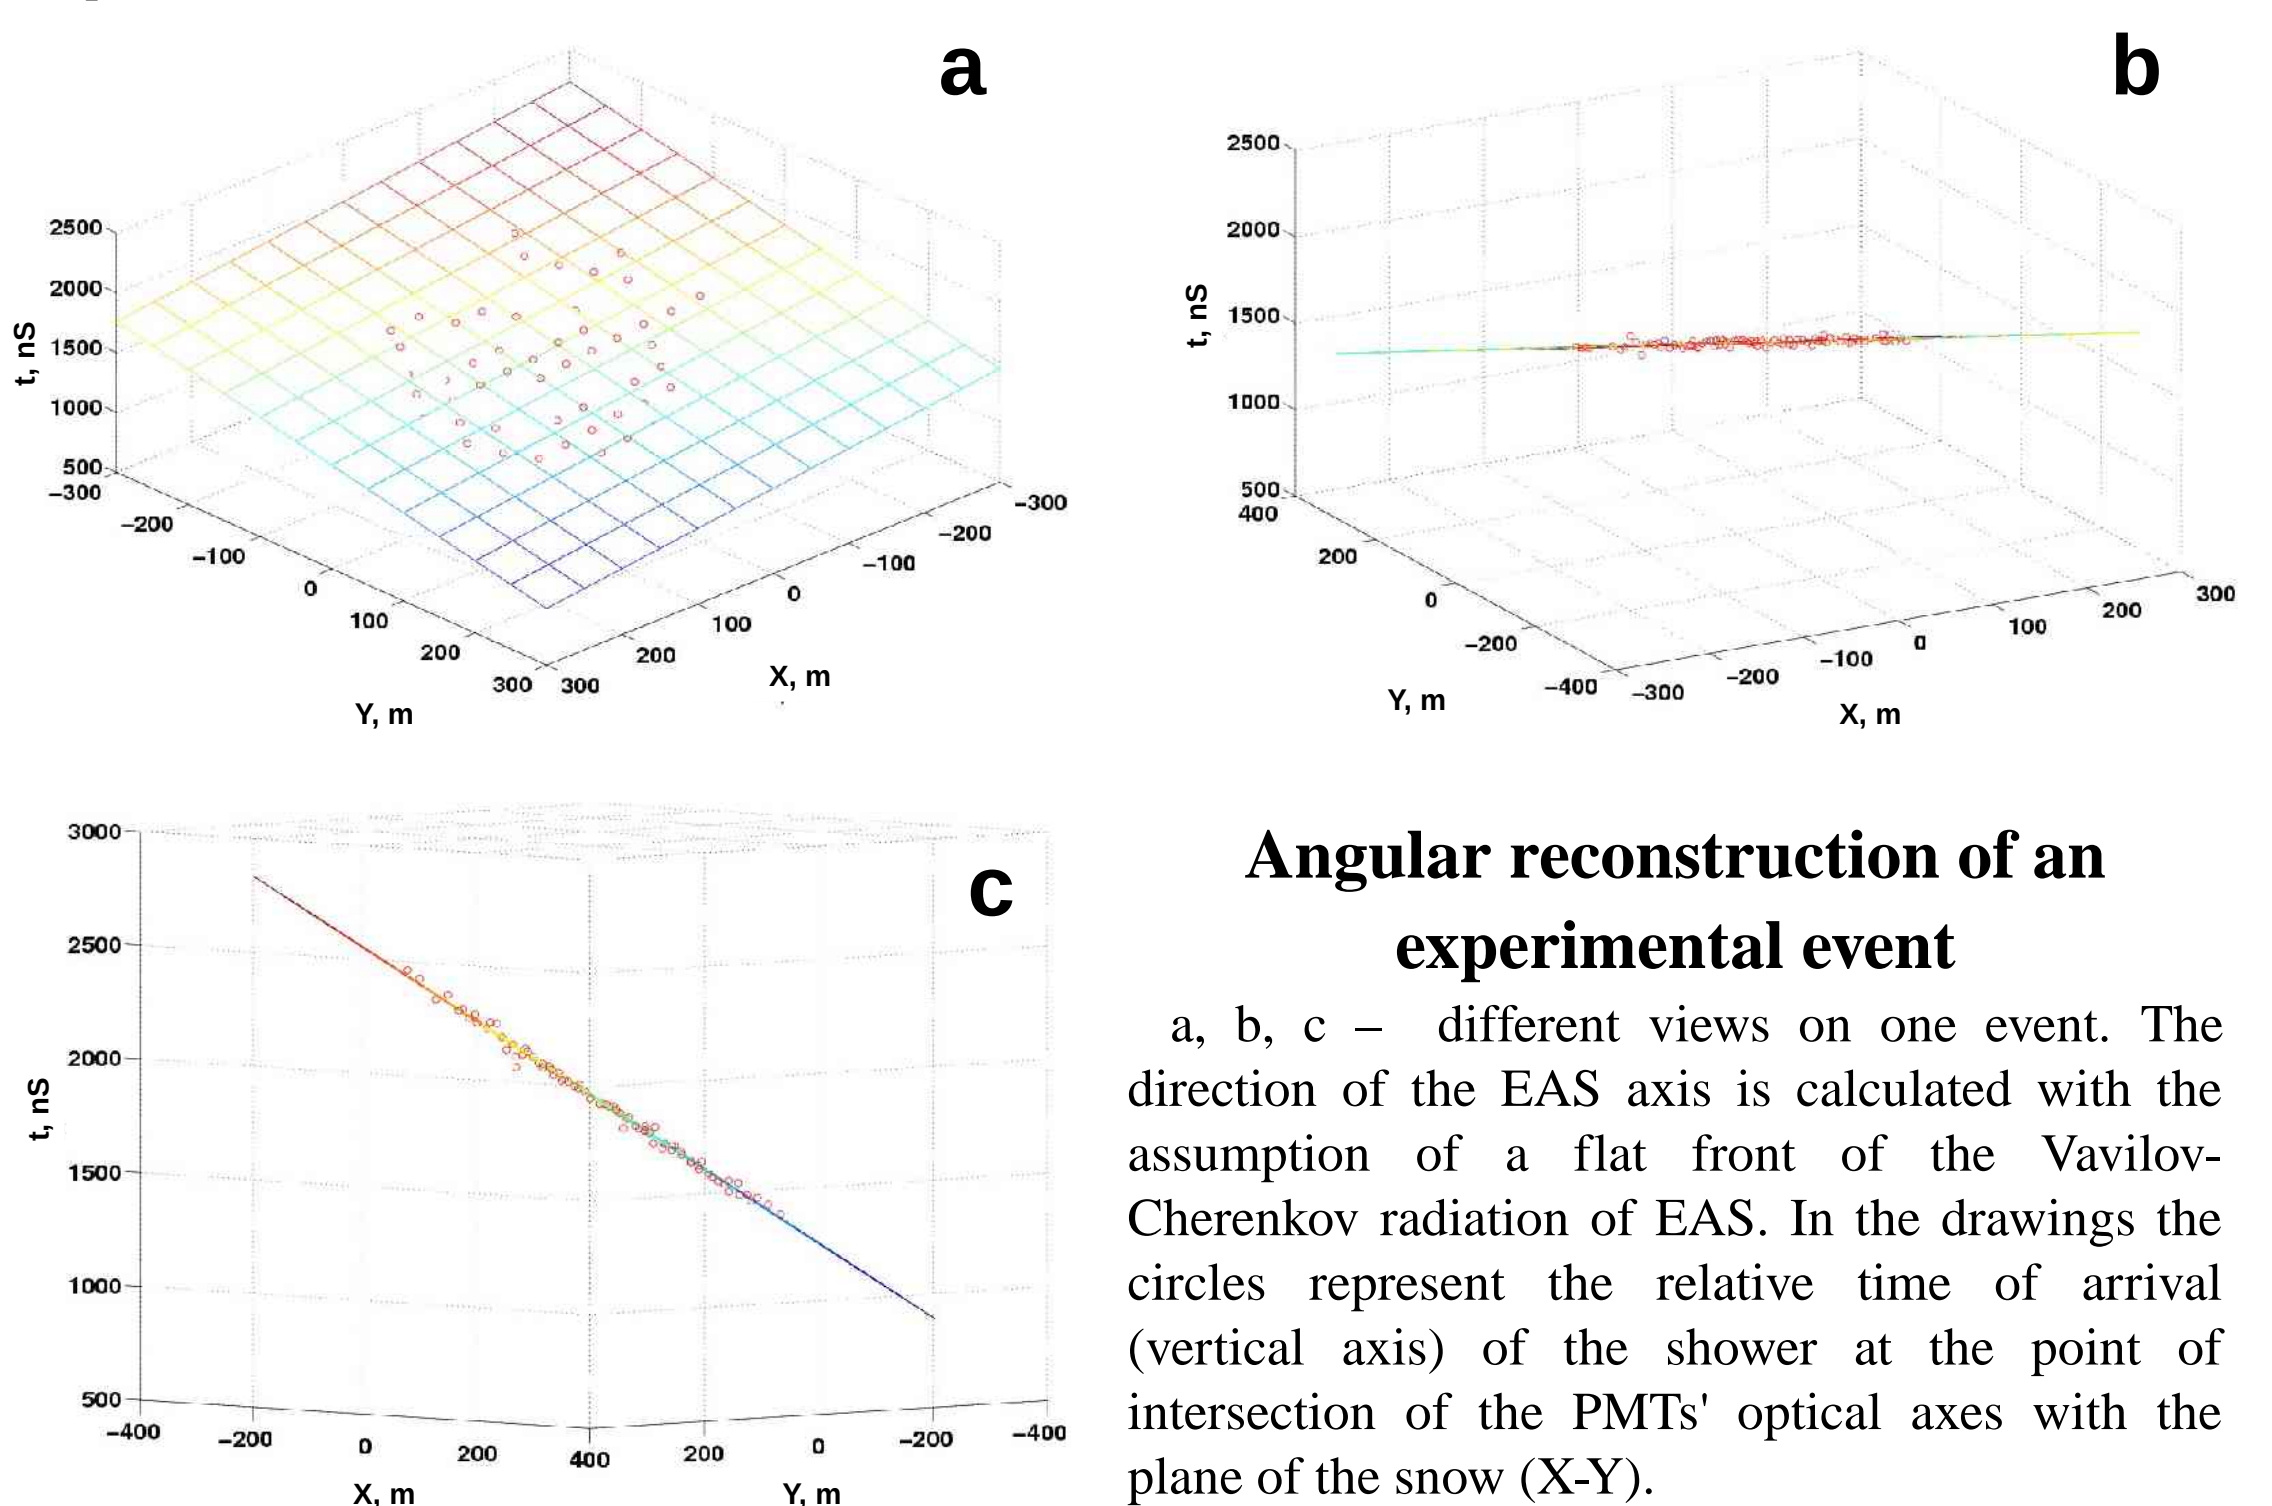 a
2500
2000
1500
1000
500
t, nS
−300
−200
−100
0
100
200
300
Y, m
300
200
100
0
−100
−200
−300
X, m
b
2500
2000
1500
1000
500
t, nS
400
200
0
−200
−400
Y, m
−300
−200
−100
0
100
200
300
X, m
c
3000
2500
2000
1500
1000
500
t, nS
−400
−200
0
200
400
200
0
−200
−400
X, m
Y, m
Angular reconstruction of an
experimental event
a, b, c – different views on one event. The
direction of the EAS axis is calculated with the
assumption of a flat front of the Vavilov-
Cherenkov radiation of EAS. In the drawings the
circles represent the relative time of arrival
(vertical axis) of the shower at the point of
intersection of the PMTs' optical axes with the
plane of the snow (X-Y).